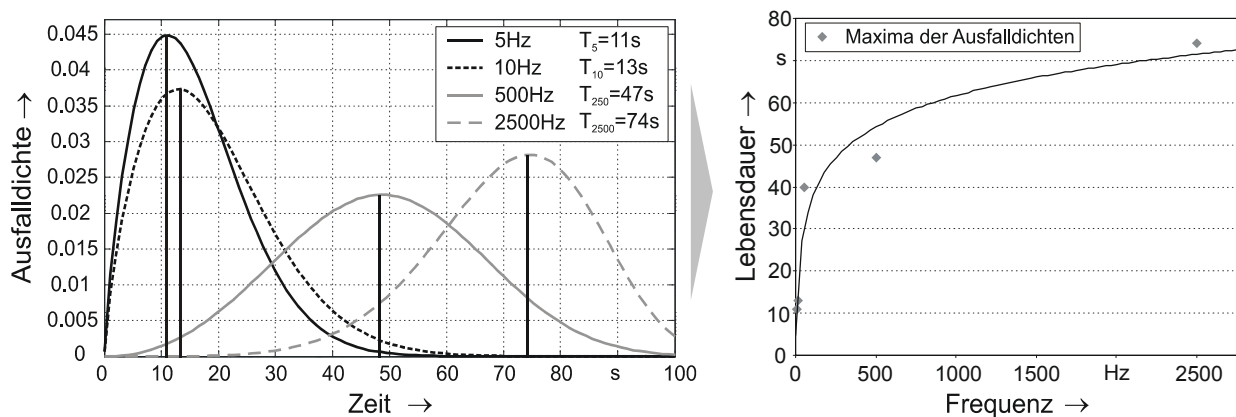 Ausfalldichte →
0.045
0.04
0.035
0.03
0.025
0.02
0.015
0.01
0.005
0
5Hz T5=11s
10Hz T10=13s
500Hz T250=47s
2500Hz T2500=74s
0 10 20 30 40 50 60 70 80 s 100
Zeit →
Lebensdauer →
80
s
60
50
40
30
20
10
0
Maxima der Ausfalldichten
0 500 1000 1500 Hz 2500
Frequenz →